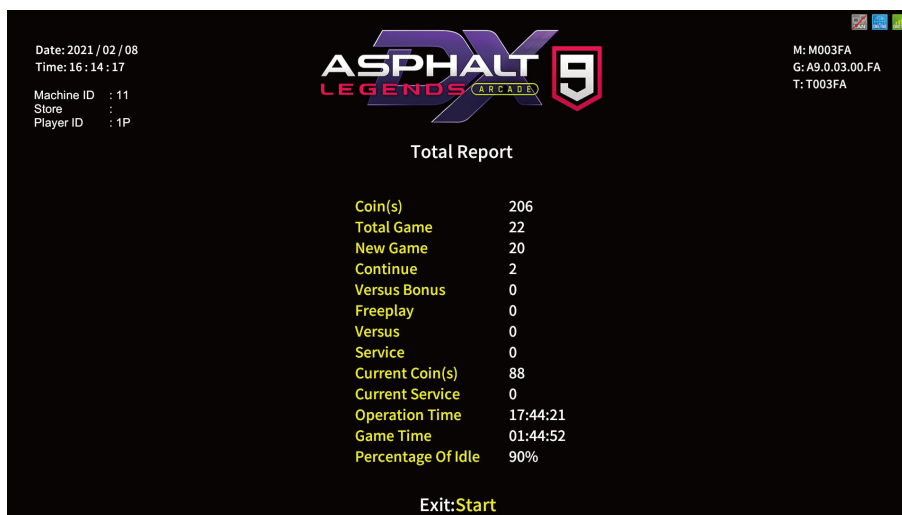 Date: 2021 / 02 / 08
Time: 16 : 14 : 17
Machine ID : 11
Store :
Player ID : 1P
DX
ASPHALT 9
LEGENDS ARCADE
M: M003FA
G: A9.0.03.00.FA
T: T003FA
Total Report
Coin(s) 206
Total Game 22
New Game 20
Continue 2
Versus Bonus 0
Freeplay 0
Versus 0
Service 0
Current Coin(s) 88
Current Service 0
Operation Time 17:44:21
Game Time 01:44:52
Percentage Of Idle 90%
Exit:Start